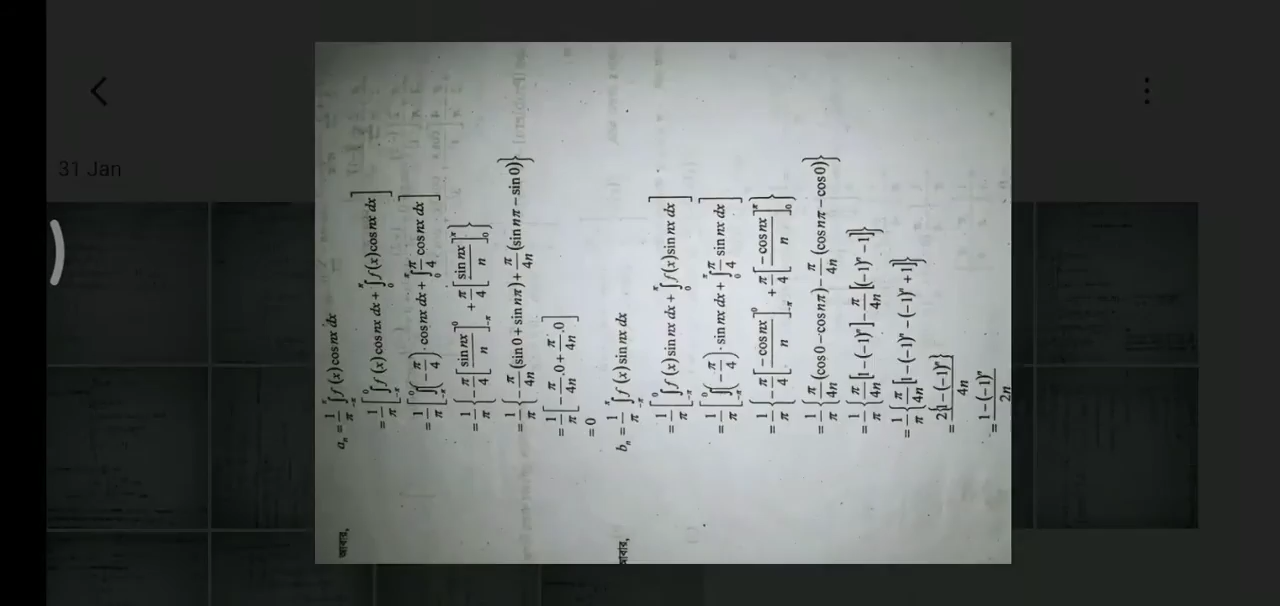 31 Jan
আবার, a_n = 1/π ∫_{-π}^{π} f(x) cos nx dx
= 1/π [∫_{-π}^{0} f(x) cos nx dx + ∫_{0}^{π} f(x) cos nx dx]
= 1/π [∫_{-π}^{0} (-π/4) · cos nx dx + ∫_{0}^{π} π/4 cos nx dx]
= 1/π {-π/4 [sin nx / n]_{-π}^{0} + π/4 [sin nx / n]_{0}^{π}}
= 1/π {-π/4n (sin 0 + sin nπ) + π/4n (sin nπ - sin 0)}
= 1/π [-π/4n .0 + π/4n .0]
= 0
আবার, b_n = 1/π ∫_{-π}^{π} f(x) sin nx dx
= 1/π [∫_{-π}^{0} f(x) sin nx dx + ∫_{0}^{π} f(x) sin nx dx]
= 1/π [∫_{-π}^{0} (-π/4) · sin nx dx + ∫_{0}^{π} π/4 sin nx dx]
= 1/π {-π/4 [-cos nx / n]_{-π}^{0} + π/4 [-cos nx / n]_{0}^{π}}
= 1/π {π/4n (cos 0 - cos nπ) - π/4n (cos nπ - cos 0)}
= 1/π {π/4n [1 - (-1)^n] - π/4n [(-1)^n - 1]}
= 1/π {π/4n [1 - (-1)^n - (-1)^n + 1]}
= 2{1 - (-1)^n} / 4n
= 1 - (-1)^n / 2n